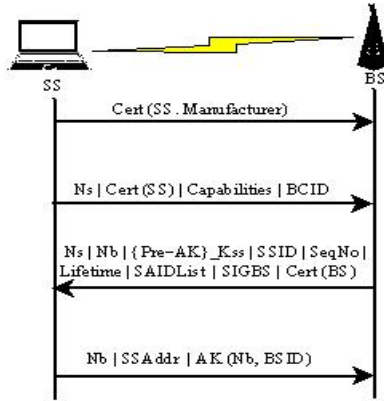 SS
BS
Cert (SS . Manufacturer)
Ns | Cert (SS) | Capabilities | BCID
Ns | Nb | {Pre-AK}_Kss | SSID | SeqNo |
Lifetime | SAIDList | SIGBS | Cert (BS)
Nb | SSAddr | AK (Nb, BSID)